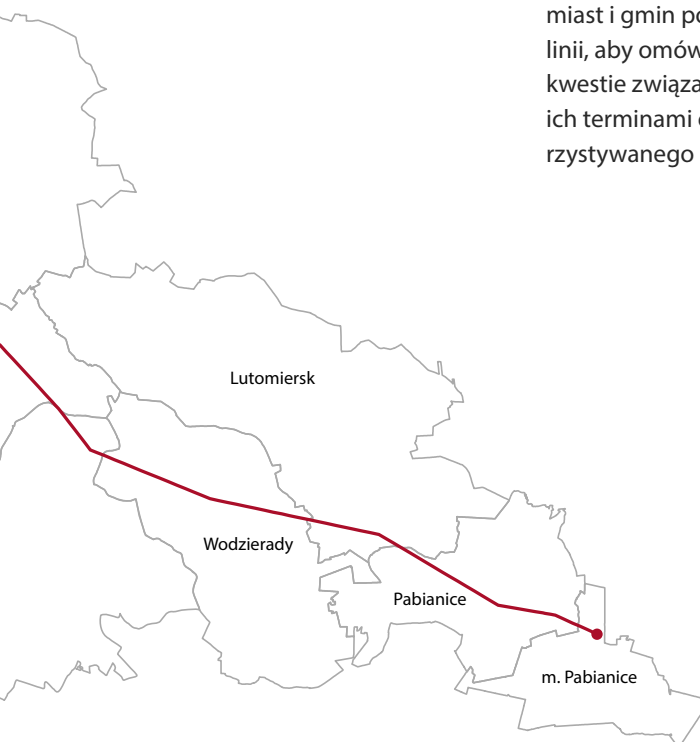 miast i gmin po
linii, aby omów
kwestie związa
ich terminami
rzystywanego
Lutomiersk
Wodzierady
Pabianice
m. Pabianice